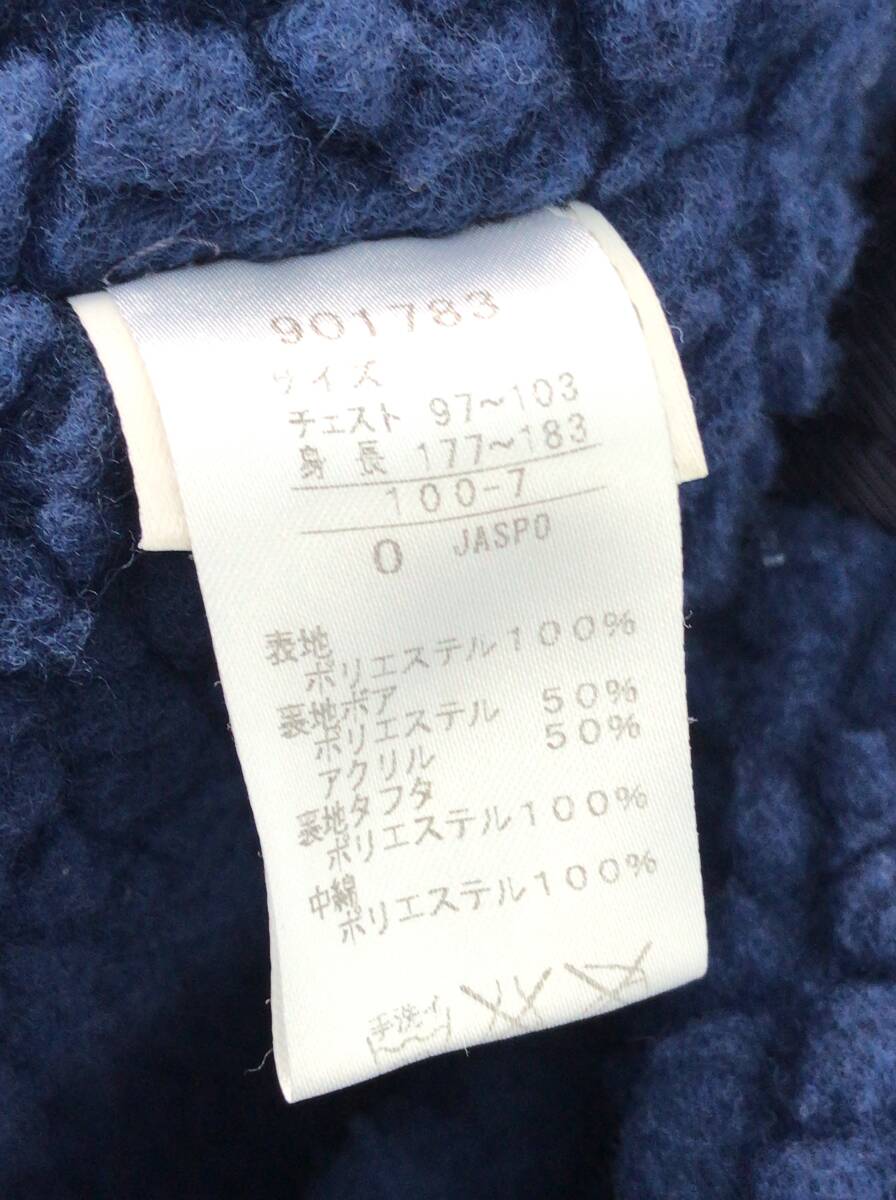 901783
サイズ
チェスト 97~103
身長 177~183
100-7
O JASPO
表地
ポリエステル100%
裏地ボア
ポリエステル 50%
アクリル 50%
裏地タフタ
ポリエステル100%
中綿
ポリエステル100%
手洗イ